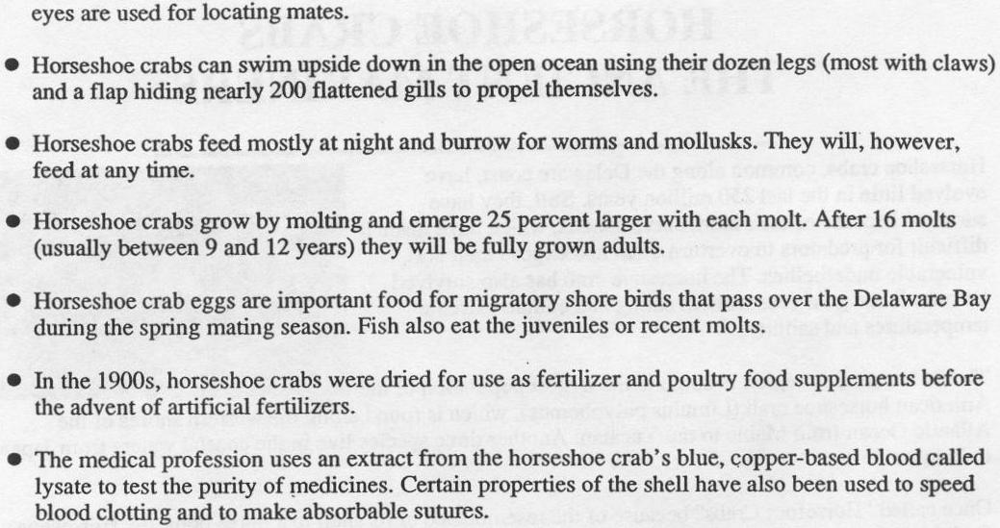 eyes are used for locating mates.
● Horseshoe crabs can swim upside down in the open ocean using their dozen legs (most with claws)
and a flap hiding nearly 200 flattened gills to propel themselves.
● Horseshoe crabs feed mostly at night and burrow for worms and mollusks. They will, however,
feed at any time.
● Horseshoe crabs grow by molting and emerge 25 percent larger with each molt. After 16 molts
(usually between 9 and 12 years) they will be fully grown adults.
● Horseshoe crab eggs are important food for migratory shore birds that pass over the Delaware Bay
during the spring mating season. Fish also eat the juveniles or recent molts.
● In the 1900s, horseshoe crabs were dried for use as fertilizer and poultry food supplements before
the advent of artificial fertilizers.
● The medical profession uses an extract from the horseshoe crab's blue, copper-based blood called
lysate to test the purity of medicines. Certain properties of the shell have also been used to speed
blood clotting and to make absorbable sutures.